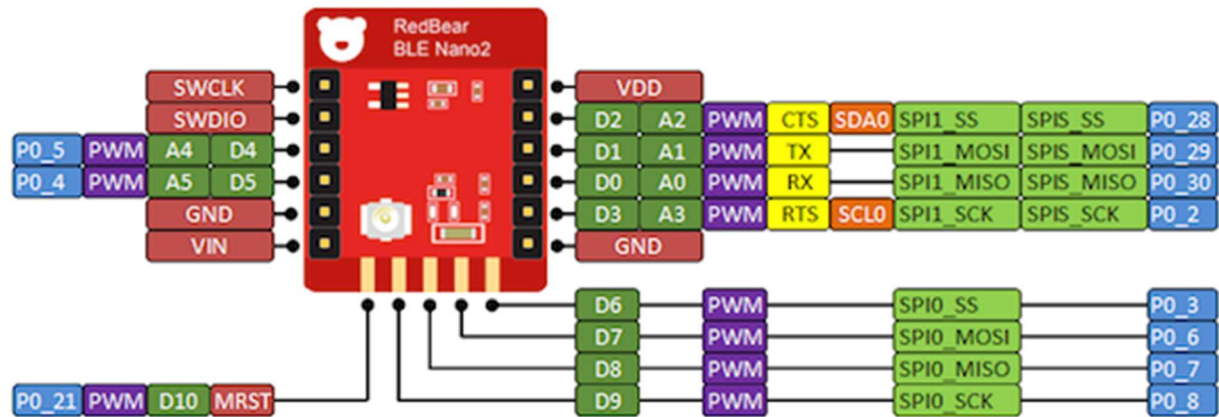 RedBear
BLE Nano2
SWCLK VDD
SWDIO D2 A2 PWM CTS SDA0 SPI1_SS SPIS_SS P0_28
P0_5 PWM A4 D4 D1 A1 PWM TX SPI1_MOSI SPIS_MOSI P0_29
P0_4 PWM A5 D5 D0 A0 PWM RX SPI1_MISO SPIS_MISO P0_30
GND D3 A3 PWM RTS SCL0 SPI1_SCK SPIS_SCK P0_2
VIN GND
D6 PWM SPI0_SS P0_3
D7 PWM SPI0_MOSI P0_6
D8 PWM SPI0_MISO P0_7
P0_21 PWM D10 MRST D9 PWM SPI0_SCK P0_8